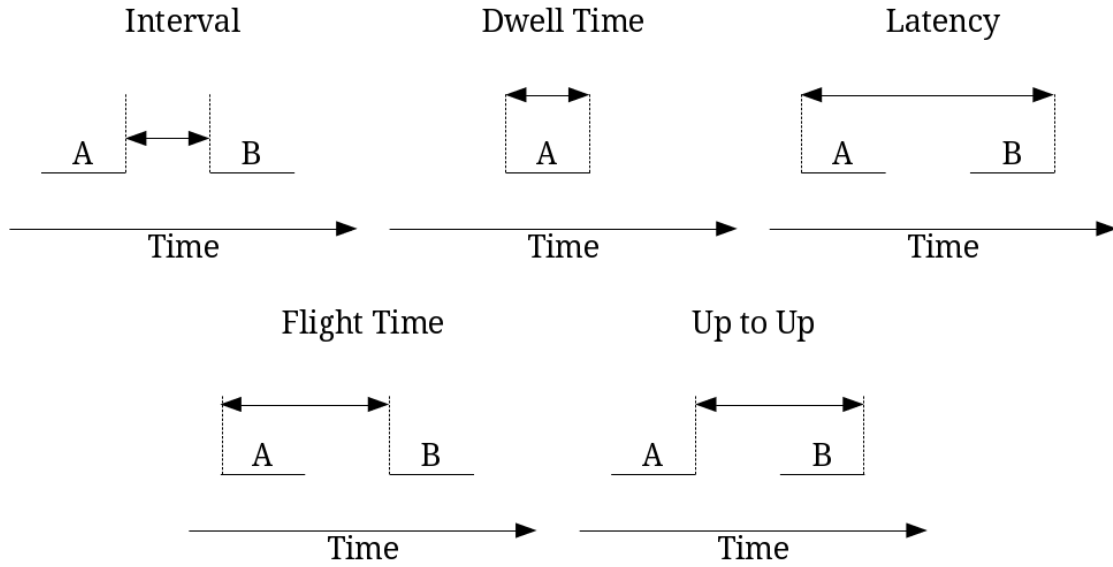 Interval
Dwell Time
Latency
A B
A
A B
Time
Time
Time
Flight Time
Up to Up
A B
A B
Time
Time